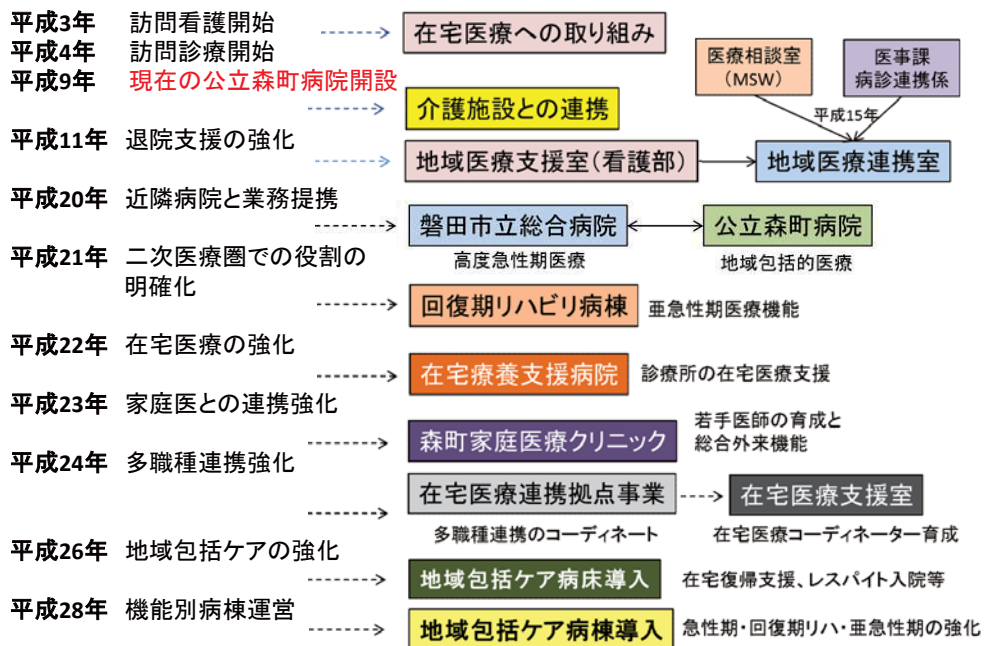 平成3年 訪問看護開始
平成4年 訪問診療開始
在宅医療への取り組み
平成9年 現在の公立森町病院開設
介護施設との連携
医療相談室
(MSW)
医事課
病診連携係
平成15年
平成11年 退院支援の強化
地域医療支援室(看護部)
地域医療連携室
平成20年 近隣病院と業務提携
磐田市立総合病院
公立森町病院
高度急性期医療
地域包括的医療
平成21年 二次医療圏での役割の
明確化
回復期リハビリ病棟
亜急性期医療機能
平成22年 在宅医療の強化
在宅療養支援病院
診療所の在宅医療支援
平成23年 家庭医との連携強化
森町家庭医療クリニック
若手医師の育成と
総合外来機能
平成24年 多職種連携強化
在宅医療連携拠点事業
在宅医療支援室
多職種連携のコーディネート
在宅医療コーディネーター育成
平成26年 地域包括ケアの強化
地域包括ケア病床導入
在宅復帰支援、レスパイト入院等
平成28年 機能別病棟運営
地域包括ケア病棟導入
急性期・回復期リハ・亜急性期の強化